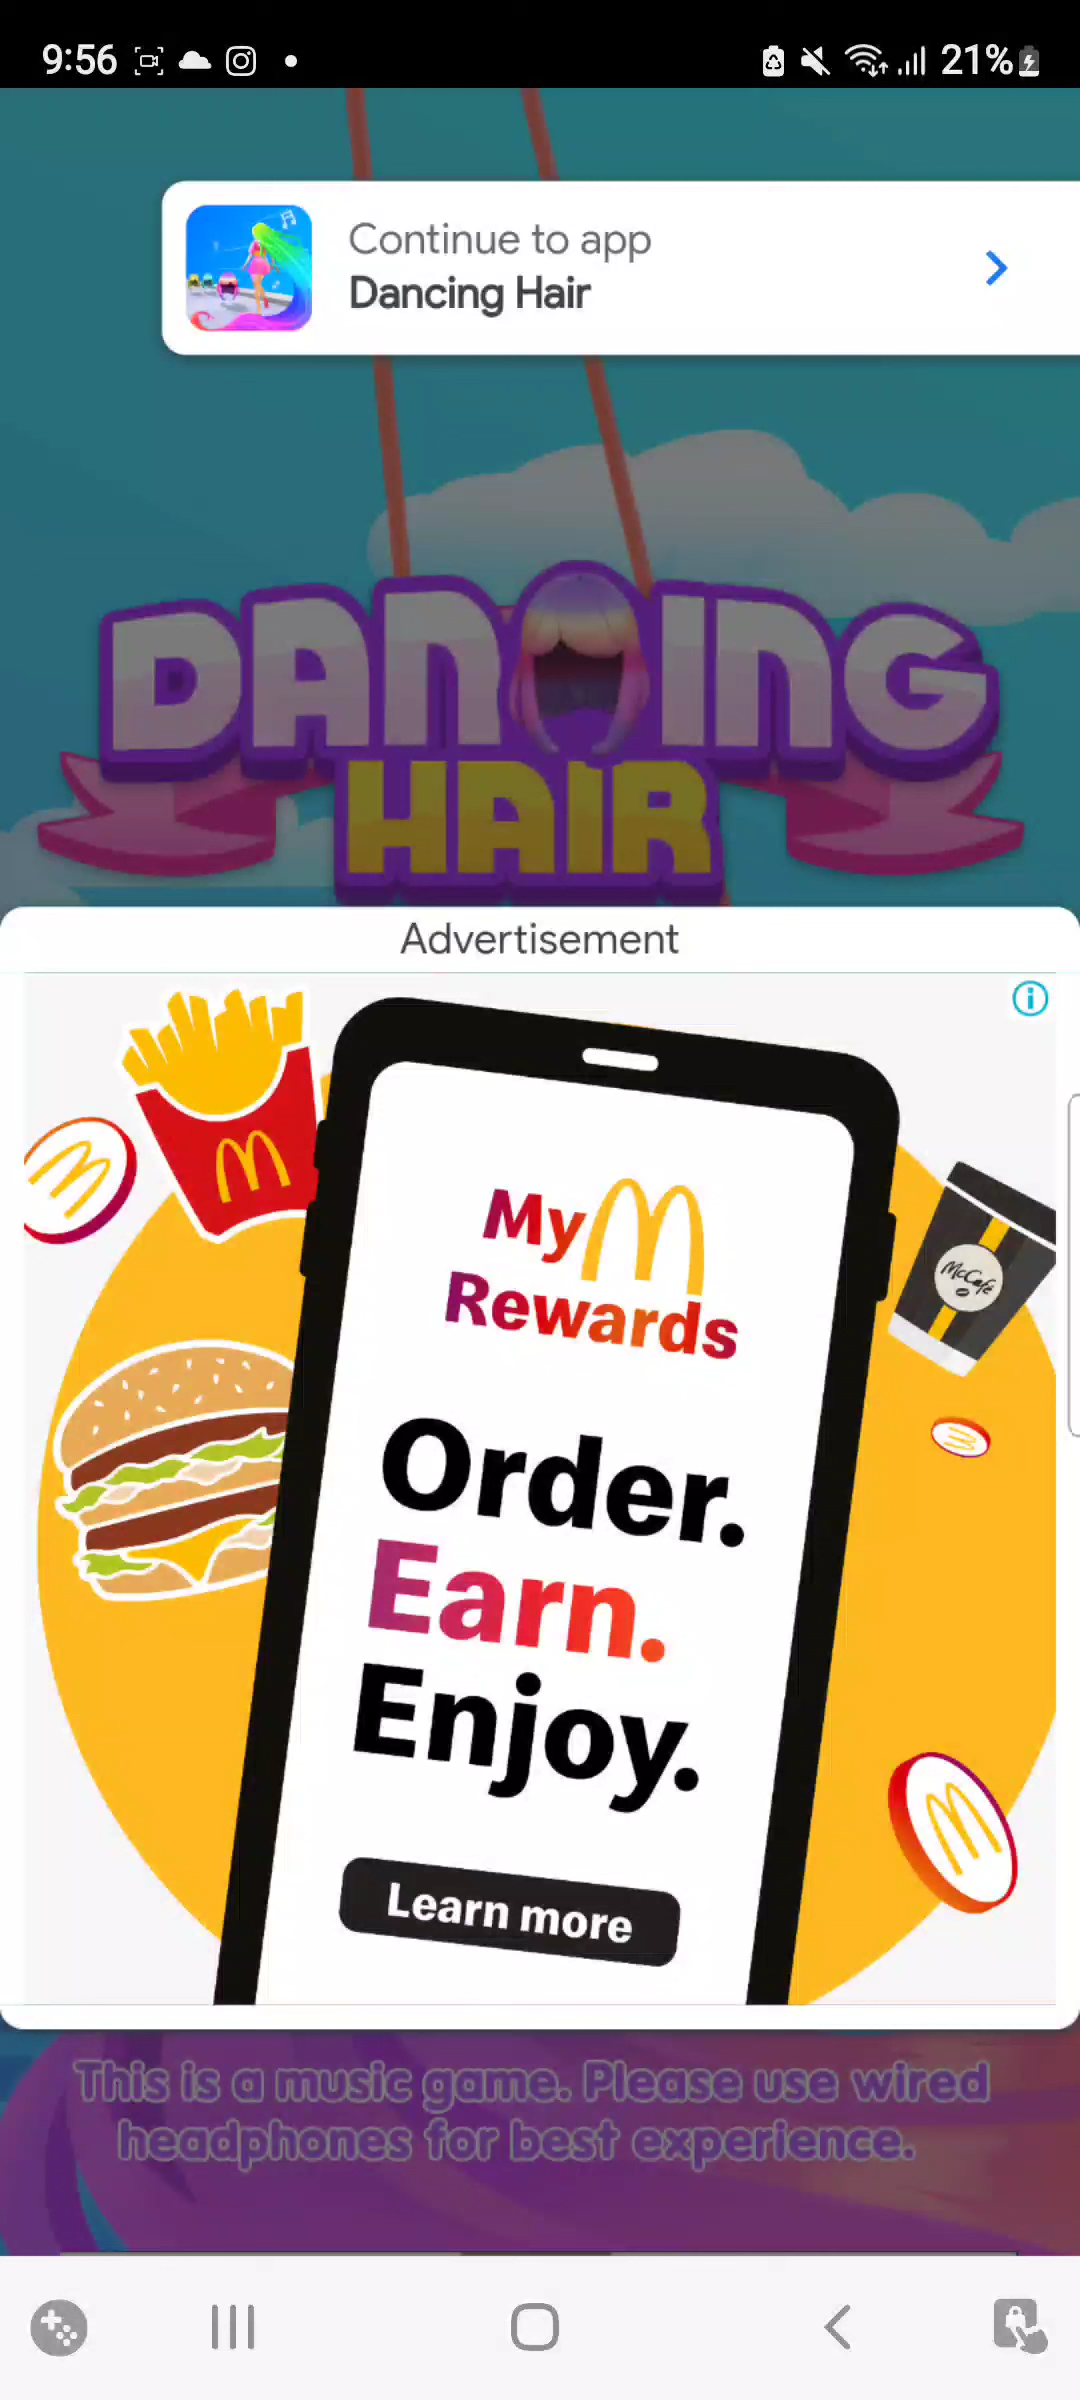 9:56
21%
Continue to app
Dancing Hair
DANCING
HAIR
Advertisement
My
Rewards
McCafé
Order.
Earn.
Enjoy.
Learn more
This is a music game. Please use wired
headphones for best experience.